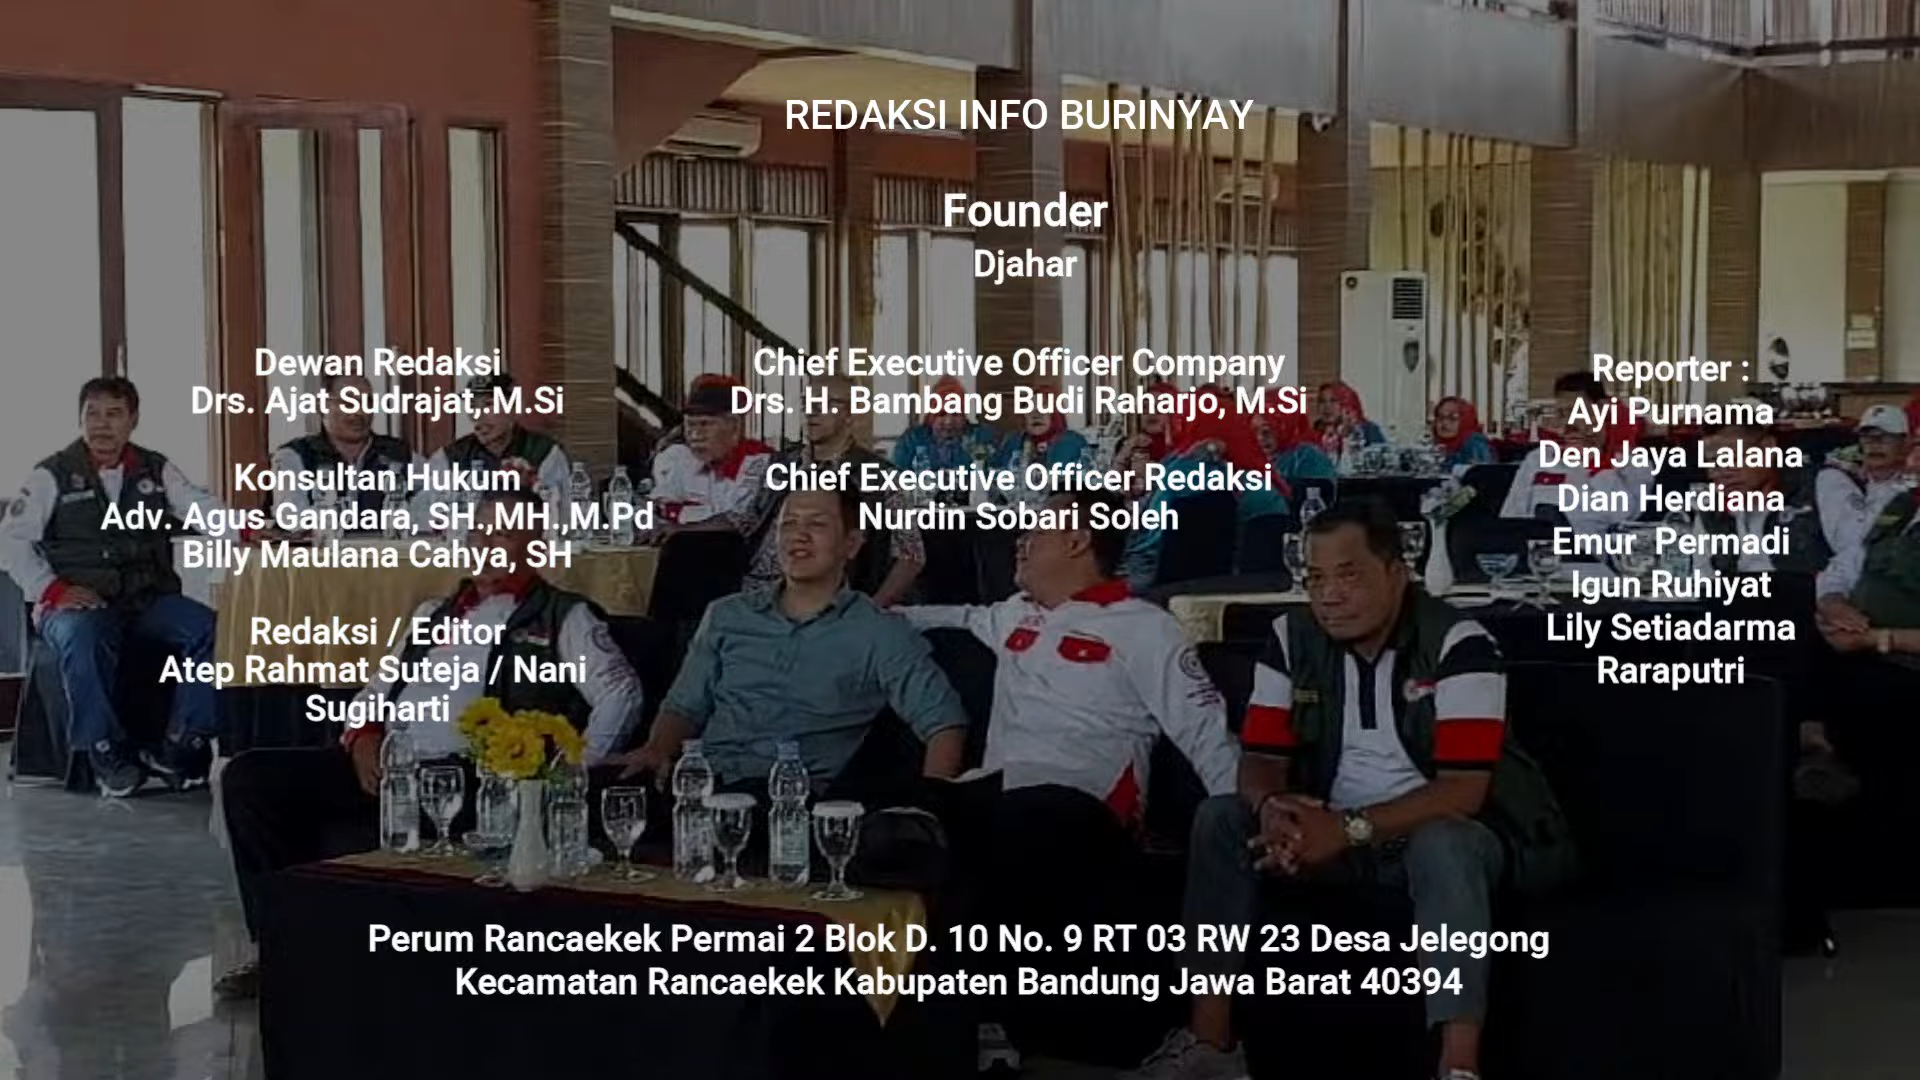 REDAKSI INFO BURINYAY
Founder
Djahar
Dewan Redaksi
Drs. Ajat Sudrajat,.M.Si
Konsultan Hukum
Adv. Agus Gandara, SH.,MH.,M.Pd
Billy Maulana Cahya, SH
Redaksi / Editor
Atep Rahmat Suteja / Nani
Sugiharti
Chief Executive Officer Company
Drs. H. Bambang Budi Raharjo, M.Si
Chief Executive Officer Redaksi
Nurdin Sobari Soleh
Reporter :
Ayi Purnama
Den Jaya Lalana
Dian Herdiana
Emur  Permadi
Igun Ruhiyat
Lily Setiadarma
Raraputri
Perum Rancaekek Permai 2 Blok D. 10 No. 9 RT 03 RW 23 Desa Jelegong
Kecamatan Rancaekek Kabupaten Bandung Jawa Barat 40394